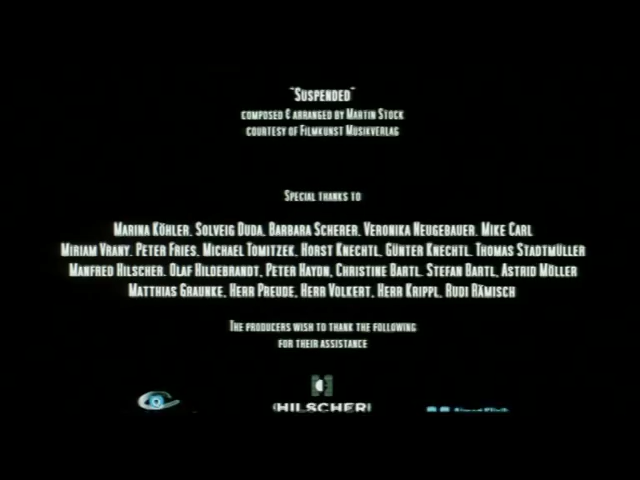 "Suspended"
composed & arranged by Martin Stock
courtesy of Filmkunst Musikverlag
Special thanks to
Marina Köhler, Solveig Duda, Barbara Scherer, Veronika Neugebauer, Mike Carl
Miriam Vrany, Peter Fries, Michael Tomitzek, Horst Knechtl, Günter Knechtl, Thomas Stadtmüller
Manfred Hilscher, Olaf Hildebrandt, Peter Haydn, Christine Bartl, Stefan Bartl, Astrid Möller
Matthias Graunke, Herr Preude, Herr Volkert, Herr Krippl, Rudi Rämisch
The producers wish to thank the following
for their assistance
HILSCHER